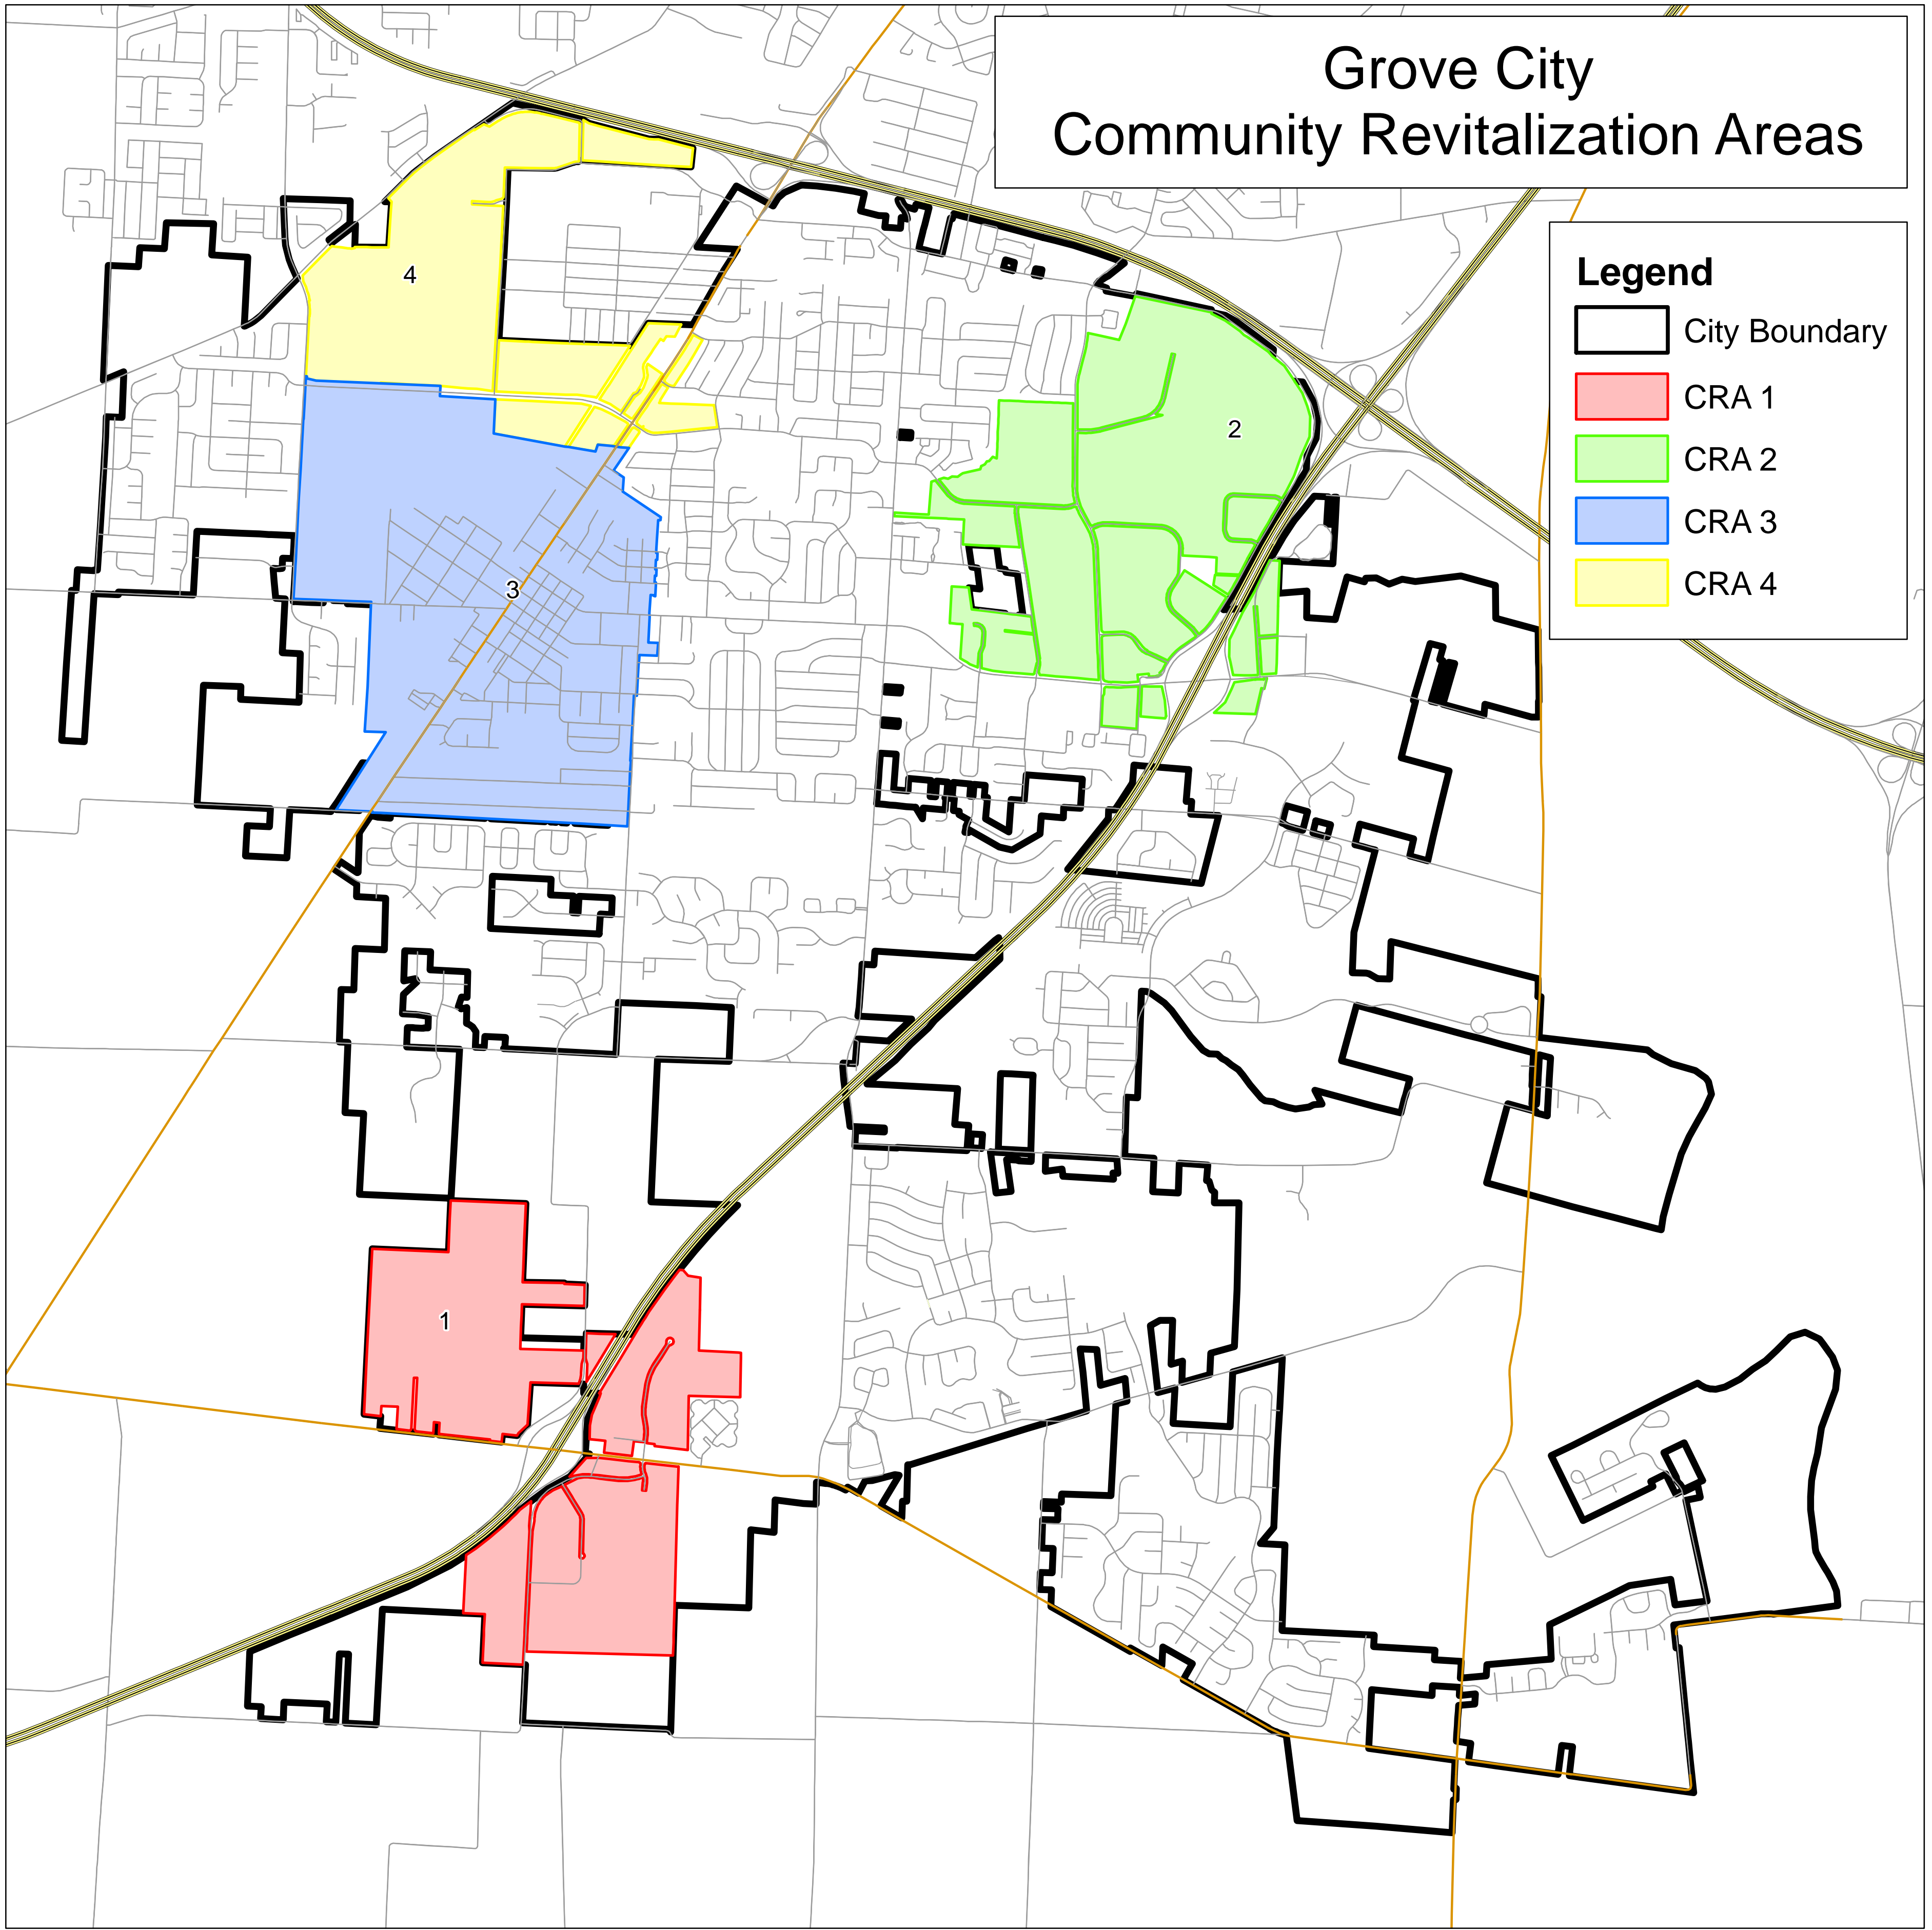 Grove City
Community Revitalization Areas
Legend
City Boundary
CRA 1
CRA 2
CRA 3
CRA 4
4
2
3
1